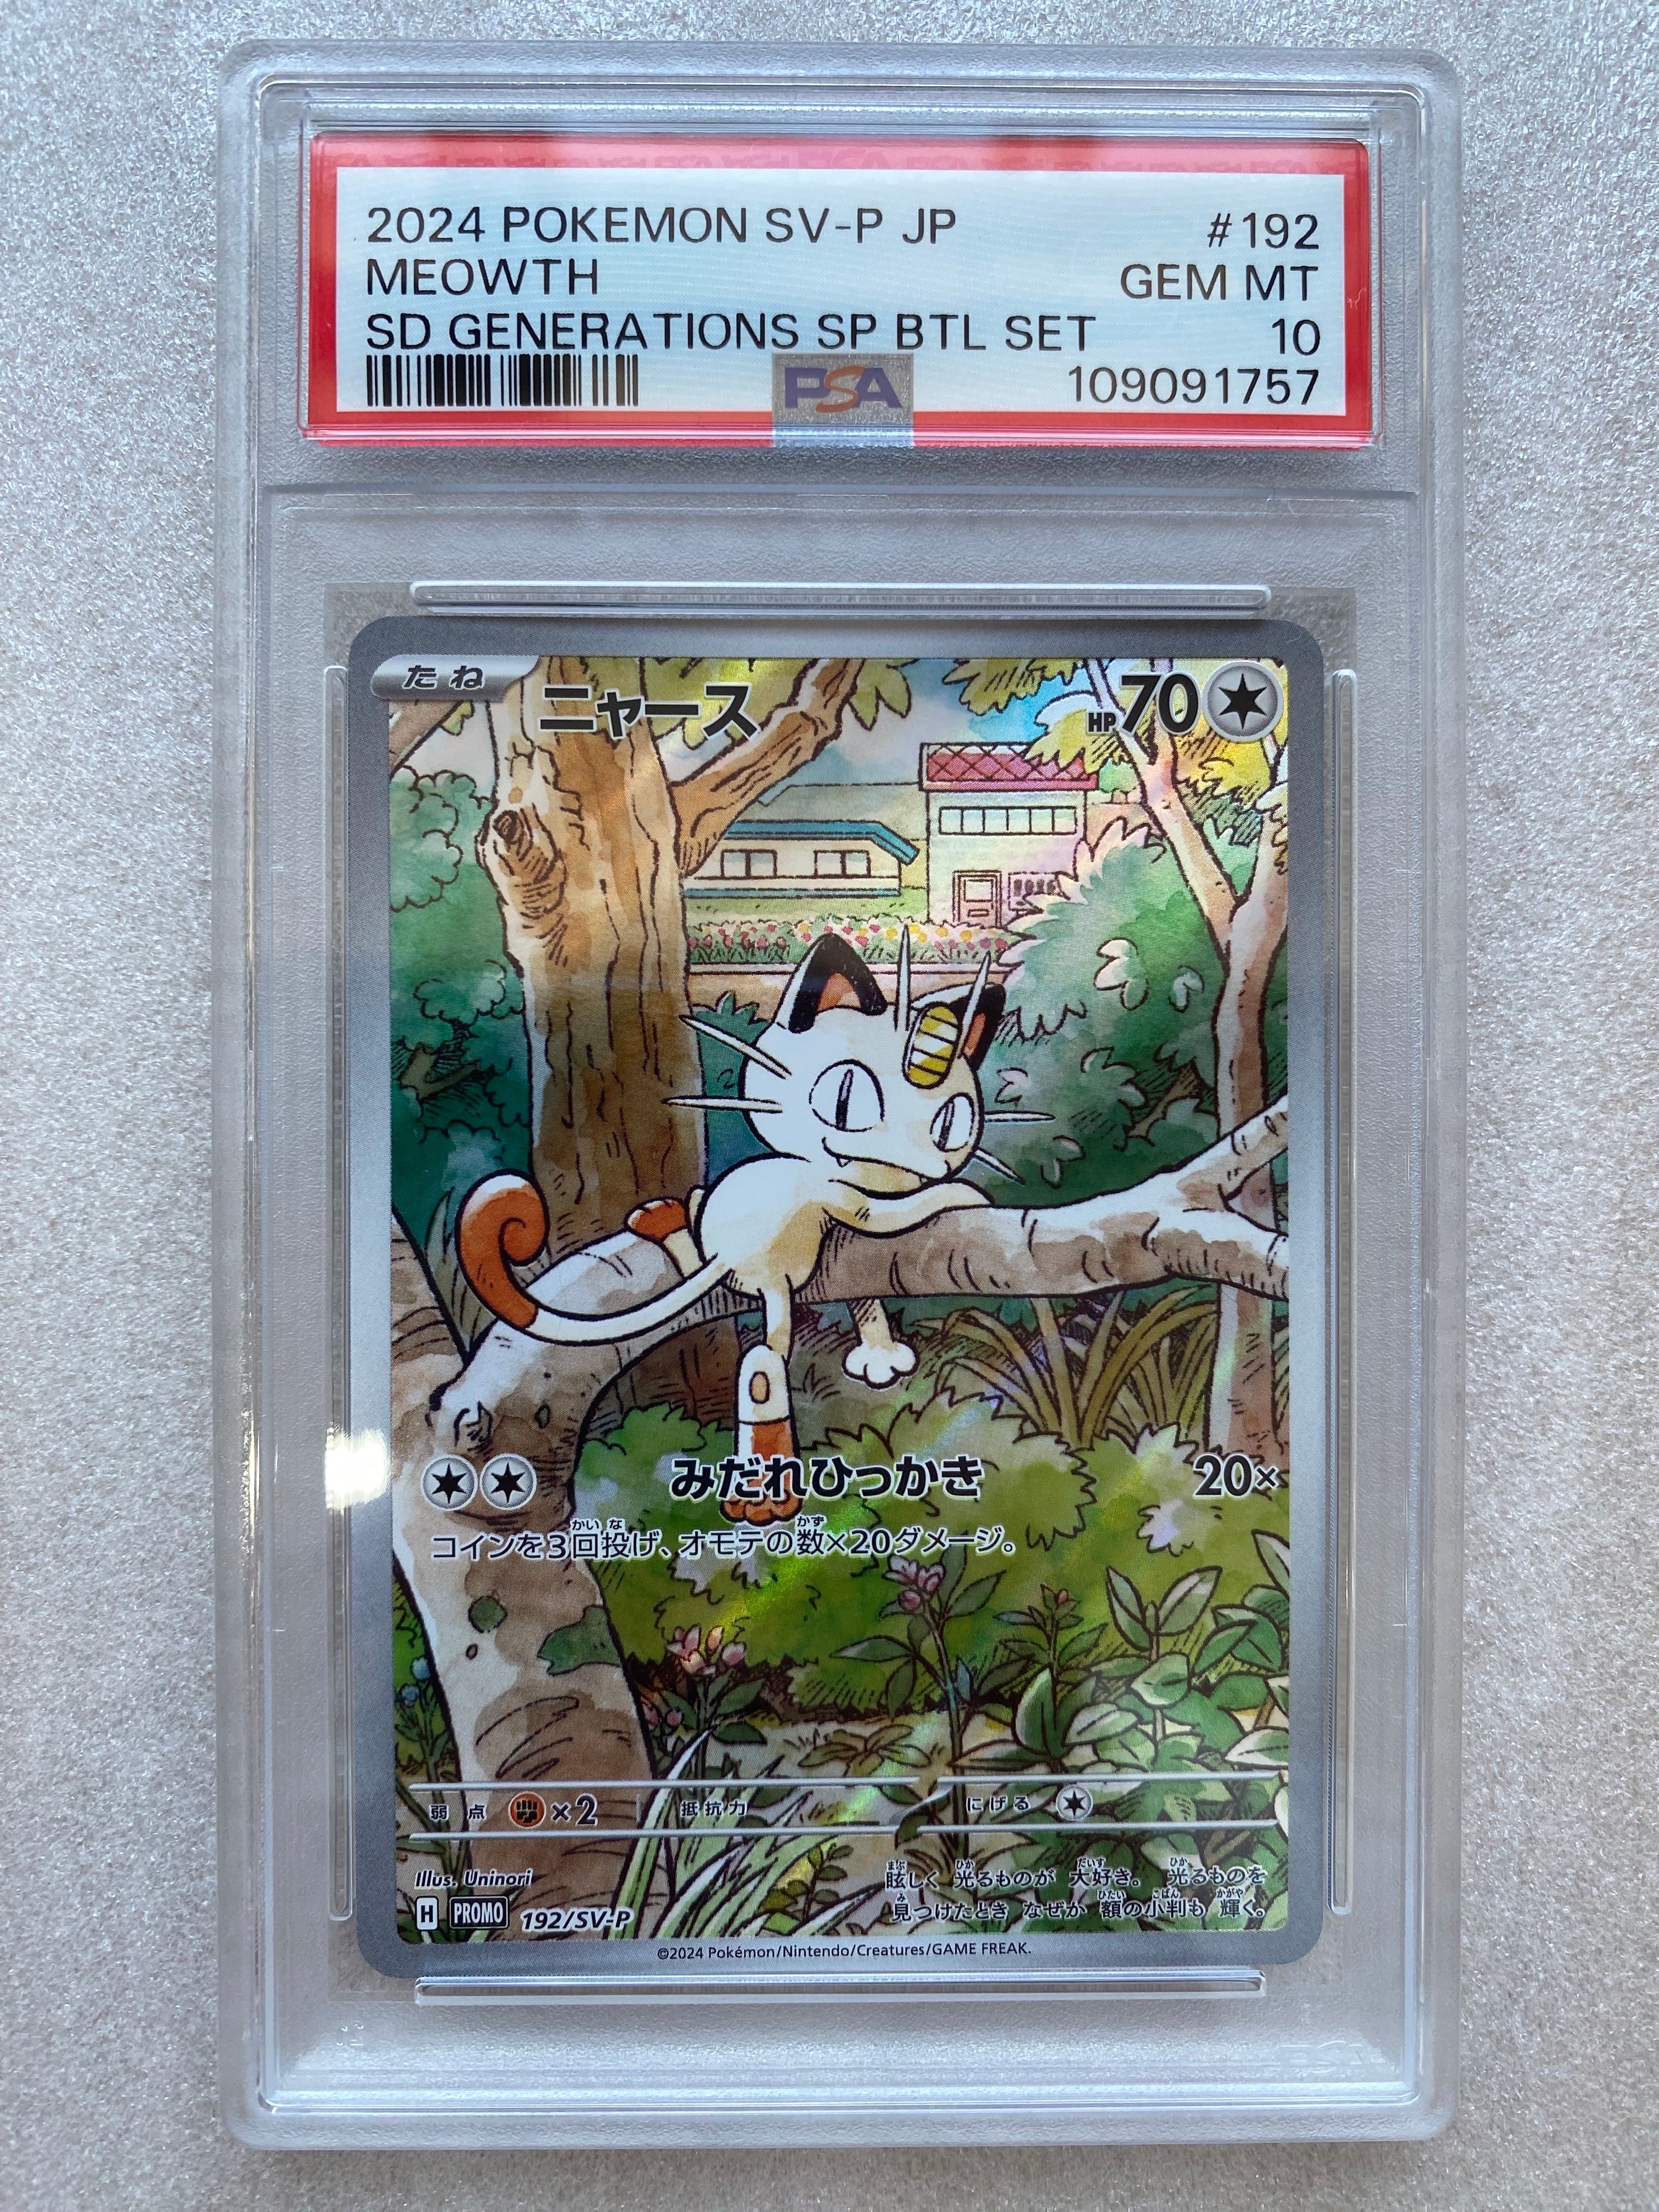 2024 POKEMON SV-P JP #192
MEOWTH GEM MT
SD GENERATIONS SP BTL SET 10
PSA 109091757
たね ニャース HP70
みだれひっかき 20×
コインを3回投げ、オモテの数×20ダメージ。
弱点 ×2 抵抗力 にげる
Illus. Uninori
眩しく 光るものが 大好き。 光るものを
見つけたとき なぜか 額の小判も 輝く。
H PROMO 192/SV-P
©2024 Pokémon/Nintendo/Creatures/GAME FREAK.